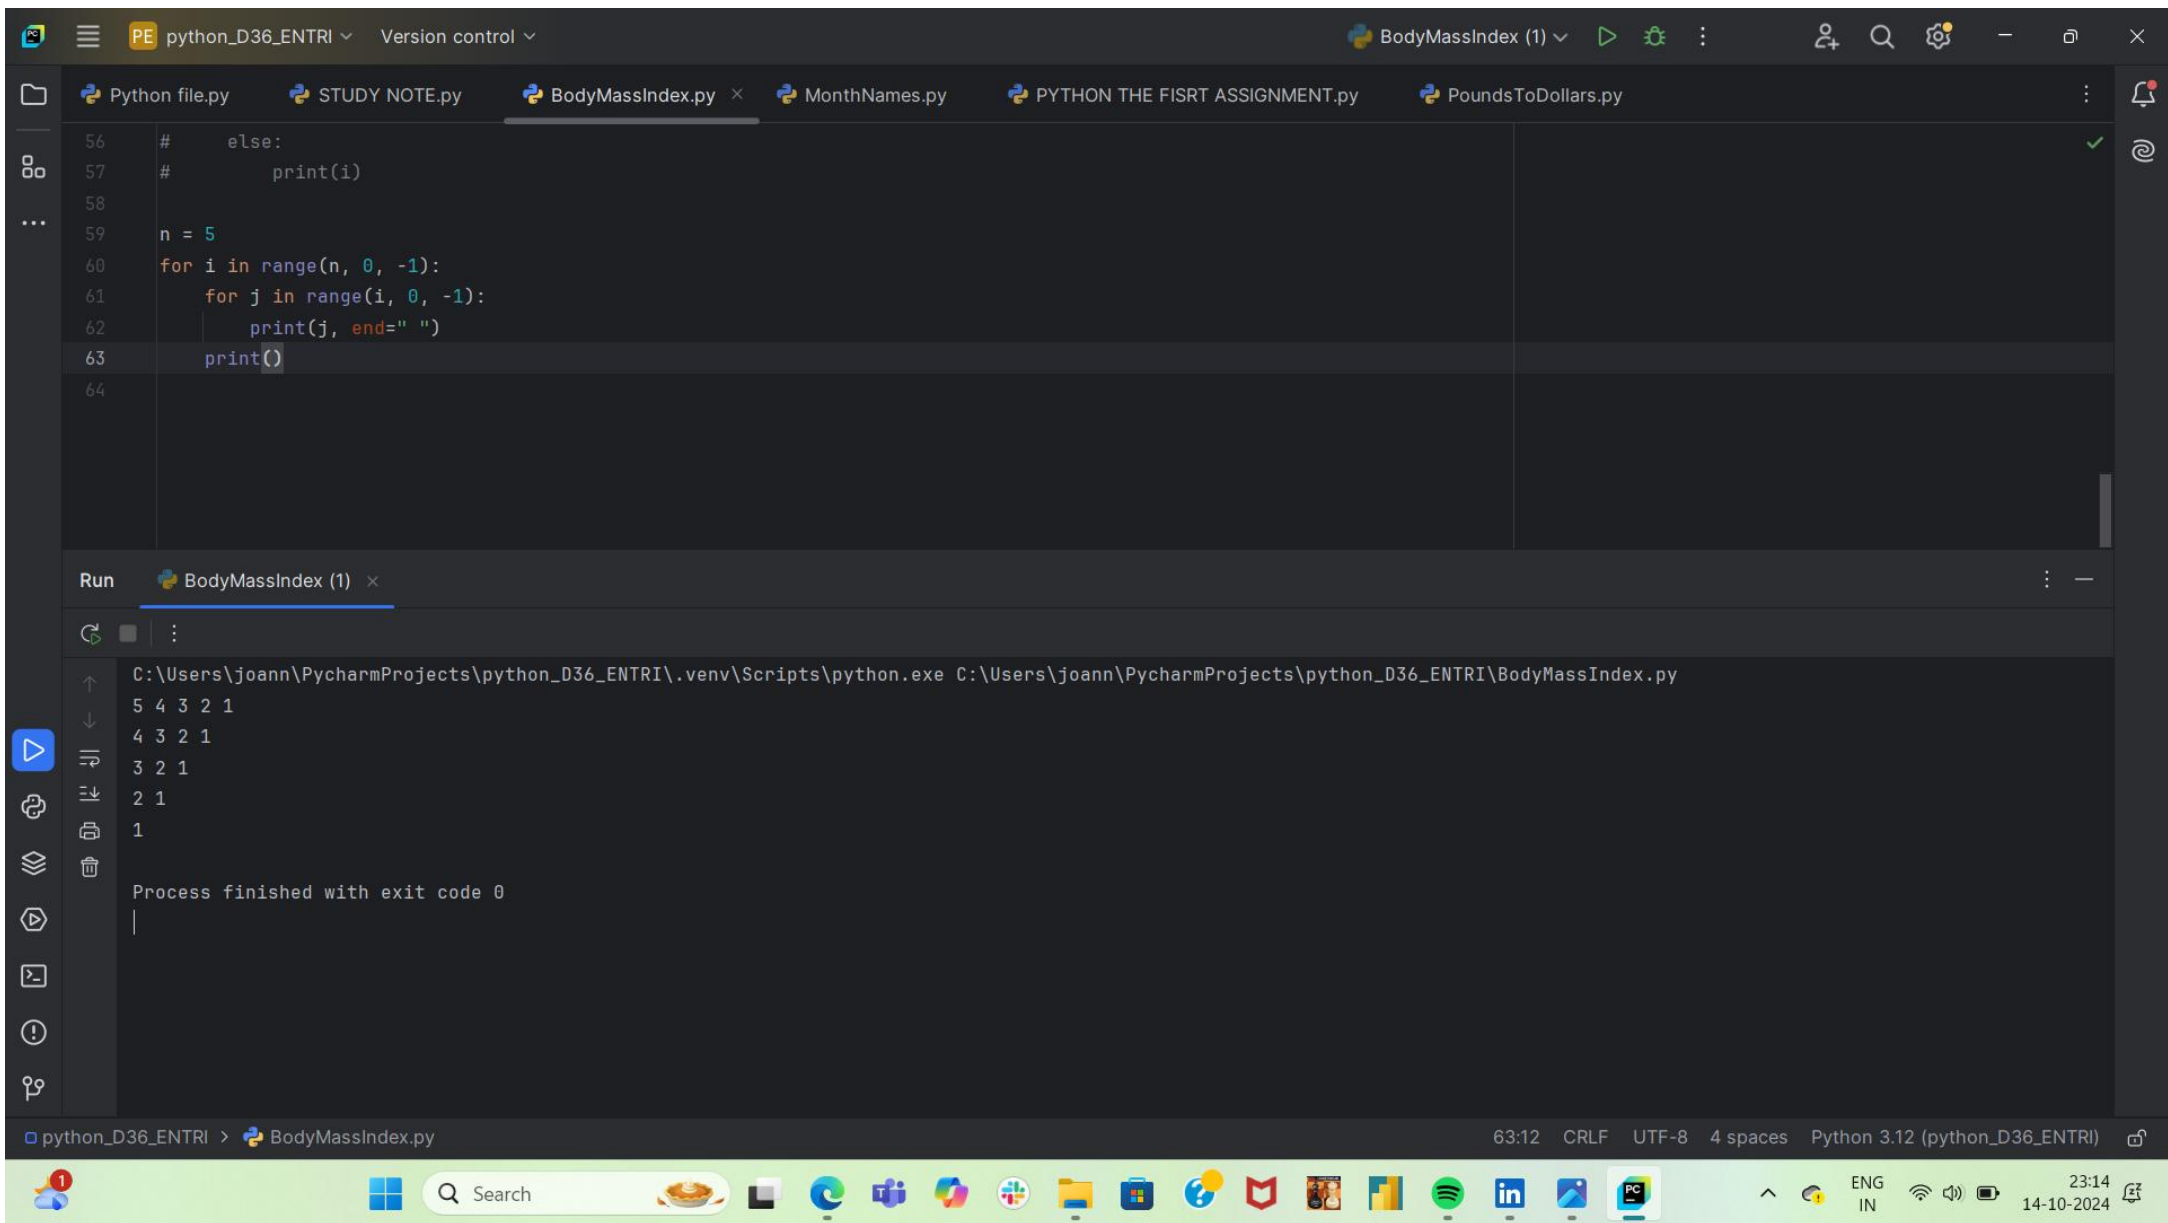 PC PE python_D36_ENTRI Version control BodyMassIndex (1)
Python file.py STUDY NOTE.py BodyMassIndex.py MonthNames.py PYTHON THE FISRT ASSIGNMENT.py PoundsToDollars.py
56 #     else:
57 #         print(i)
58
59 n = 5
60 for i in range(n, 0, -1):
61     for j in range(i, 0, -1):
62         print(j, end=" ")
63     print()
64
Run BodyMassIndex (1)
C:\Users\joann\PycharmProjects\python_D36_ENTRI\.venv\Scripts\python.exe C:\Users\joann\PycharmProjects\python_D36_ENTRI\BodyMassIndex.py
5 4 3 2 1
4 3 2 1
3 2 1
2 1
1
Process finished with exit code 0
python_D36_ENTRI > BodyMassIndex.py 63:12 CRLF UTF-8 4 spaces Python 3.12 (python_D36_ENTRI)
1 Search in PC ENG 23:14
IN 14-10-2024